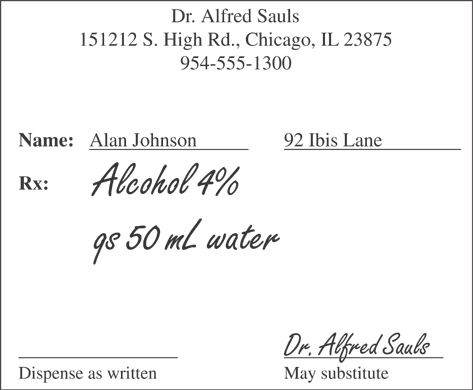 Dr. Alfred Sauls
151212 S. High Rd., Chicago, IL 23875
954-555-1300
Name: Alan Johnson 92 Ibis Lane
Rx: Alcohol 4%
qs 50 mL water
Dr. Alfred Sauls
Dispense as written May substitute